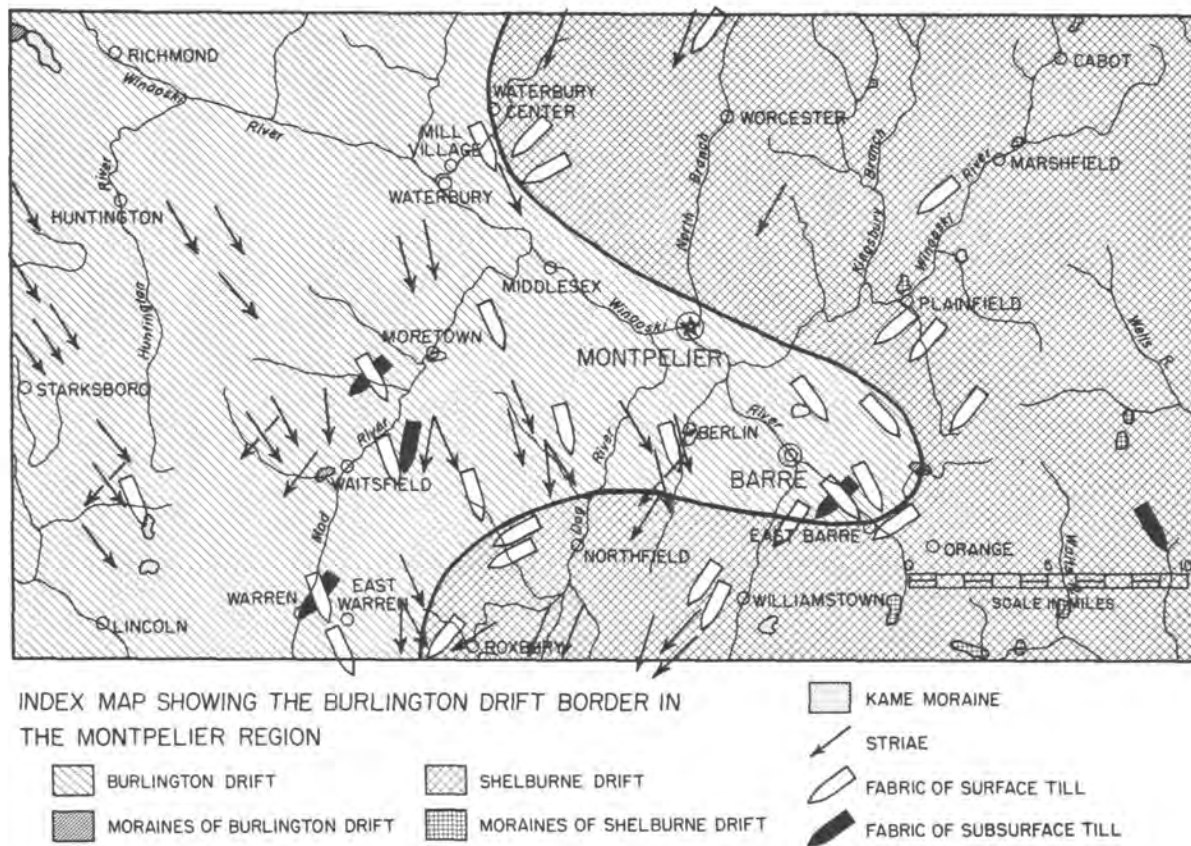 RICHMOND
Winooski
River
WATERBURY
CENTER
MILL
VILLAGE
WATERBURY
WORCESTER
CABOT
North
Branch
Kingsbury
Branch
Winooski
River
MARSHFIELD
River
HUNTINGTON
Huntington
MIDDLESEX
Winooski
MONTPELIER
PLAINFIELD
Wells
R.
MORETOWN
STARKSBORO
River
WAITSFIELD
Mad
River
Dog
BERLIN
River
BARRE
EAST BARRE
NORTHFIELD
ORANGE
0
5
10
SCALE IN MILES
WARREN
EAST
WARREN
WILLIAMSTOWN
LINCOLN
ROXBURY
INDEX MAP SHOWING THE BURLINGTON DRIFT BORDER IN
THE MONTPELIER REGION
BURLINGTON DRIFT
MORAINES OF BURLINGTON DRIFT
SHELBURNE DRIFT
MORAINES OF SHELBURNE DRIFT
KAME MORAINE
STRIAE
FABRIC OF SURFACE TILL
FABRIC OF SUBSURFACE TILL